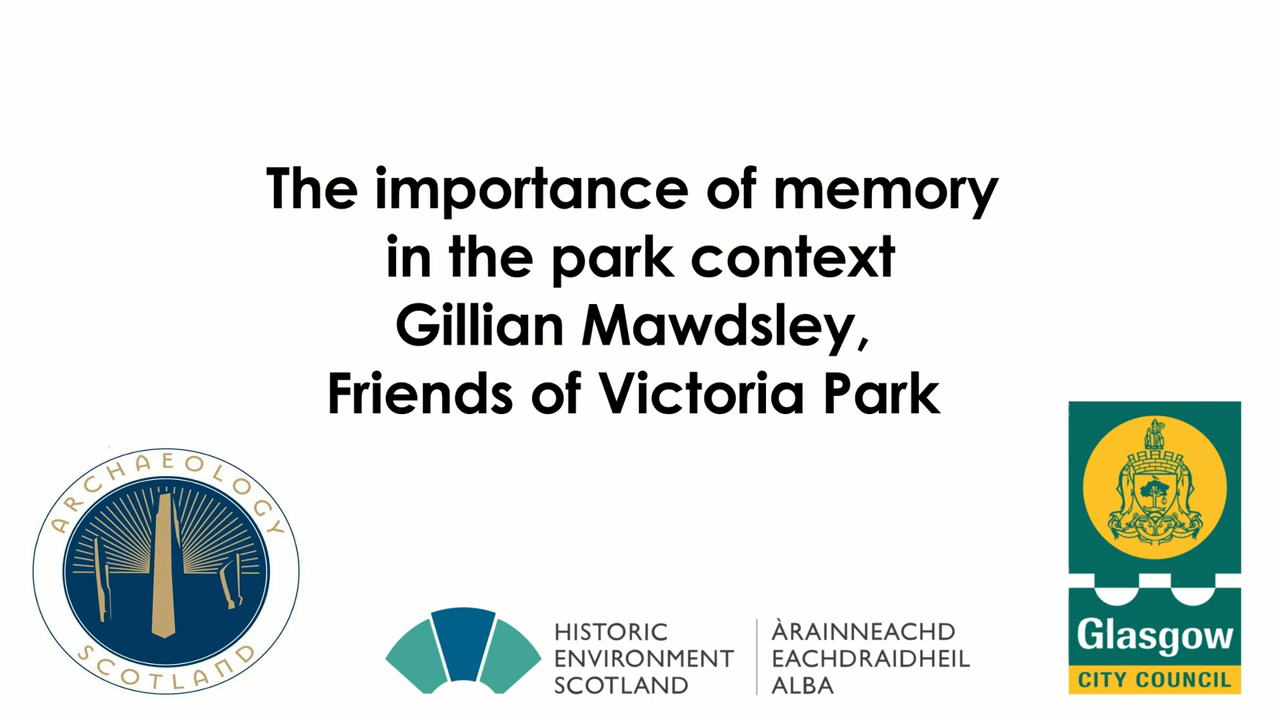 The importance of memory
in the park context
Gillian Mawdsley,
Friends of Victoria Park
ARCHAEOLOGY
SCOTLAND
HISTORIC
ENVIRONMENT
SCOTLAND
ÀRAINNEACHD
EACHDRAIDHEIL
ALBA
Glasgow
CITY COUNCIL